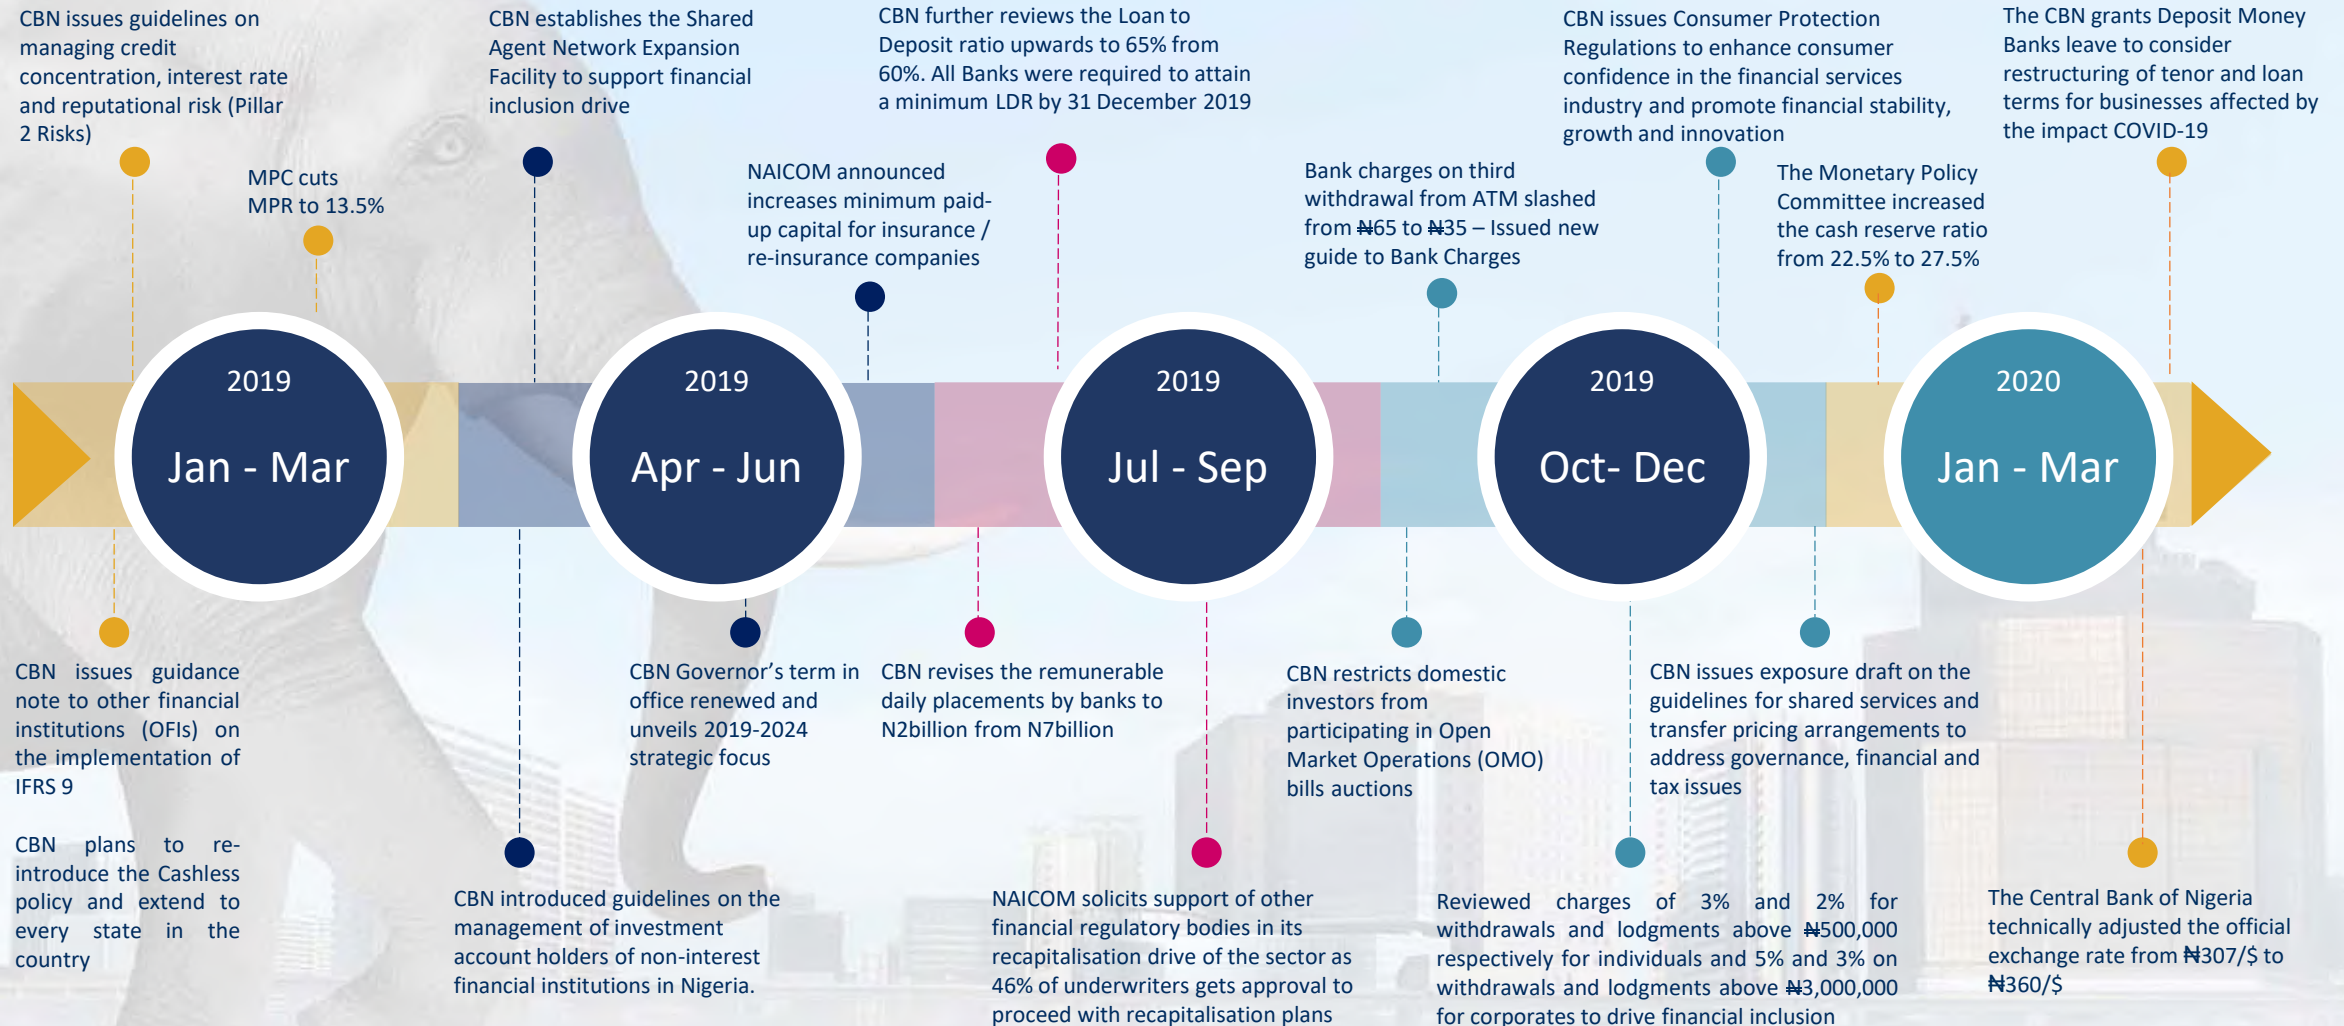 CBN issues guidelines on
managing credit
concentration, interest rate
and reputational risk (Pillar
2 Risks)
MPC cuts
MPR to 13.5%
CBN establishes the Shared
Agent Network Expansion
Facility to support financial
inclusion drive
NAICOM announced
increases minimum paid-
up capital for insurance /
re-insurance companies
CBN further reviews the Loan to
Deposit ratio upwards to 65% from
60%. All Banks were required to attain
a minimum LDR by 31 December 2019
Bank charges on third
withdrawal from ATM slashed
from ₦65 to ₦35 – Issued new
guide to Bank Charges
CBN issues Consumer Protection
Regulations to enhance consumer
confidence in the financial services
industry and promote financial stability,
growth and innovation
The Monetary Policy
Committee increased
the cash reserve ratio
from 22.5% to 27.5%
The CBN grants Deposit Money
Banks leave to consider
restructuring of tenor and loan
terms for businesses affected by
the impact COVID-19
2019
Jan - Mar
2019
Apr - Jun
2019
Jul - Sep
2019
Oct- Dec
2020
Jan - Mar
CBN issues guidance
note to other financial
institutions (OFIs) on
the implementation of
IFRS 9
CBN plans to re-
introduce the Cashless
policy and extend to
every state in the
country
CBN introduced guidelines on the
management of investment
account holders of non-interest
financial institutions in Nigeria.
CBN Governor’s term in
office renewed and
unveils 2019-2024
strategic focus
CBN revises the remunerable
daily placements by banks to
N2billion from N7billion
NAICOM solicits support of other
financial regulatory bodies in its
recapitalisation drive of the sector as
46% of underwriters gets approval to
proceed with recapitalisation plans
CBN restricts domestic
investors from
participating in Open
Market Operations (OMO)
bills auctions
Reviewed charges of 3% and 2% for
withdrawals and lodgments above ₦500,000
respectively for individuals and 5% and 3% on
withdrawals and lodgments above ₦3,000,000
for corporates to drive financial inclusion
CBN issues exposure draft on the
guidelines for shared services and
transfer pricing arrangements to
address governance, financial and
tax issues
The Central Bank of Nigeria
technically adjusted the official
exchange rate from ₦307/$ to
₦360/$